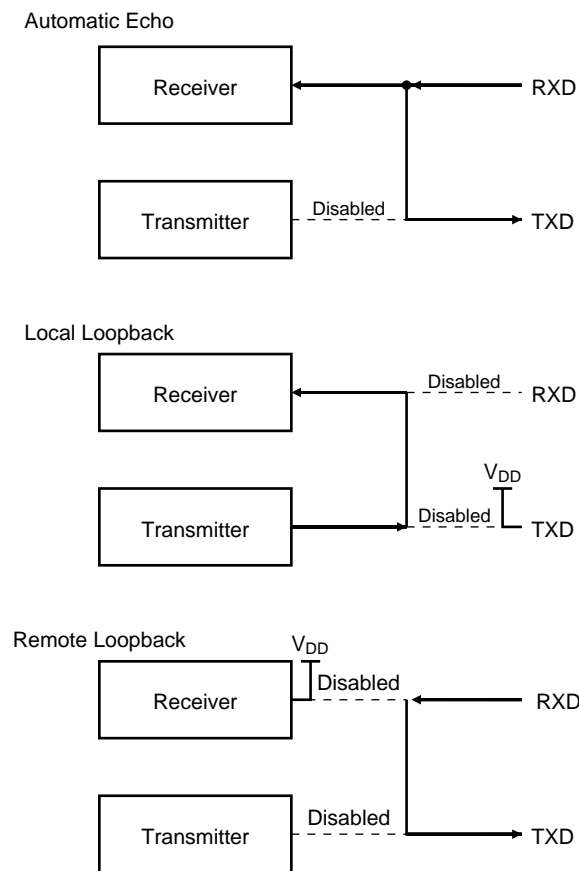 Automatic Echo
Receiver
RXD
Transmitter
Disabled
TXD
Local Loopback
Receiver
Disabled
RXD
VDD
Transmitter
Disabled
TXD
Remote Loopback
VDD
Receiver
Disabled
RXD
Transmitter
Disabled
TXD